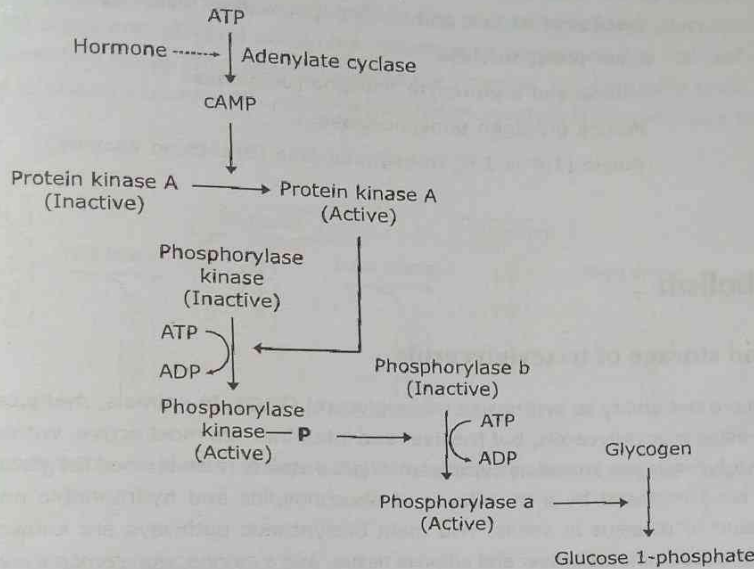 ATP
Hormone
Adenylate cyclase
cAMP
Protein kinase A
(Inactive)
Protein kinase A
(Active)
Phosphorylase
kinase
(Inactive)
ATP
ADP
Phosphorylase
kinase—P
(Active)
Phosphorylase b
(Inactive)
ATP
ADP
Phosphorylase a
(Active)
Glycogen
Glucose 1-phosphate